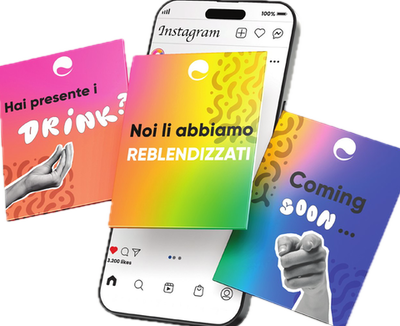 100%
Instagram
Hai presente i
DRINK?
Noi li abbiamo
REBLENDIZZATI
Coming
SOON...
3.200 likes